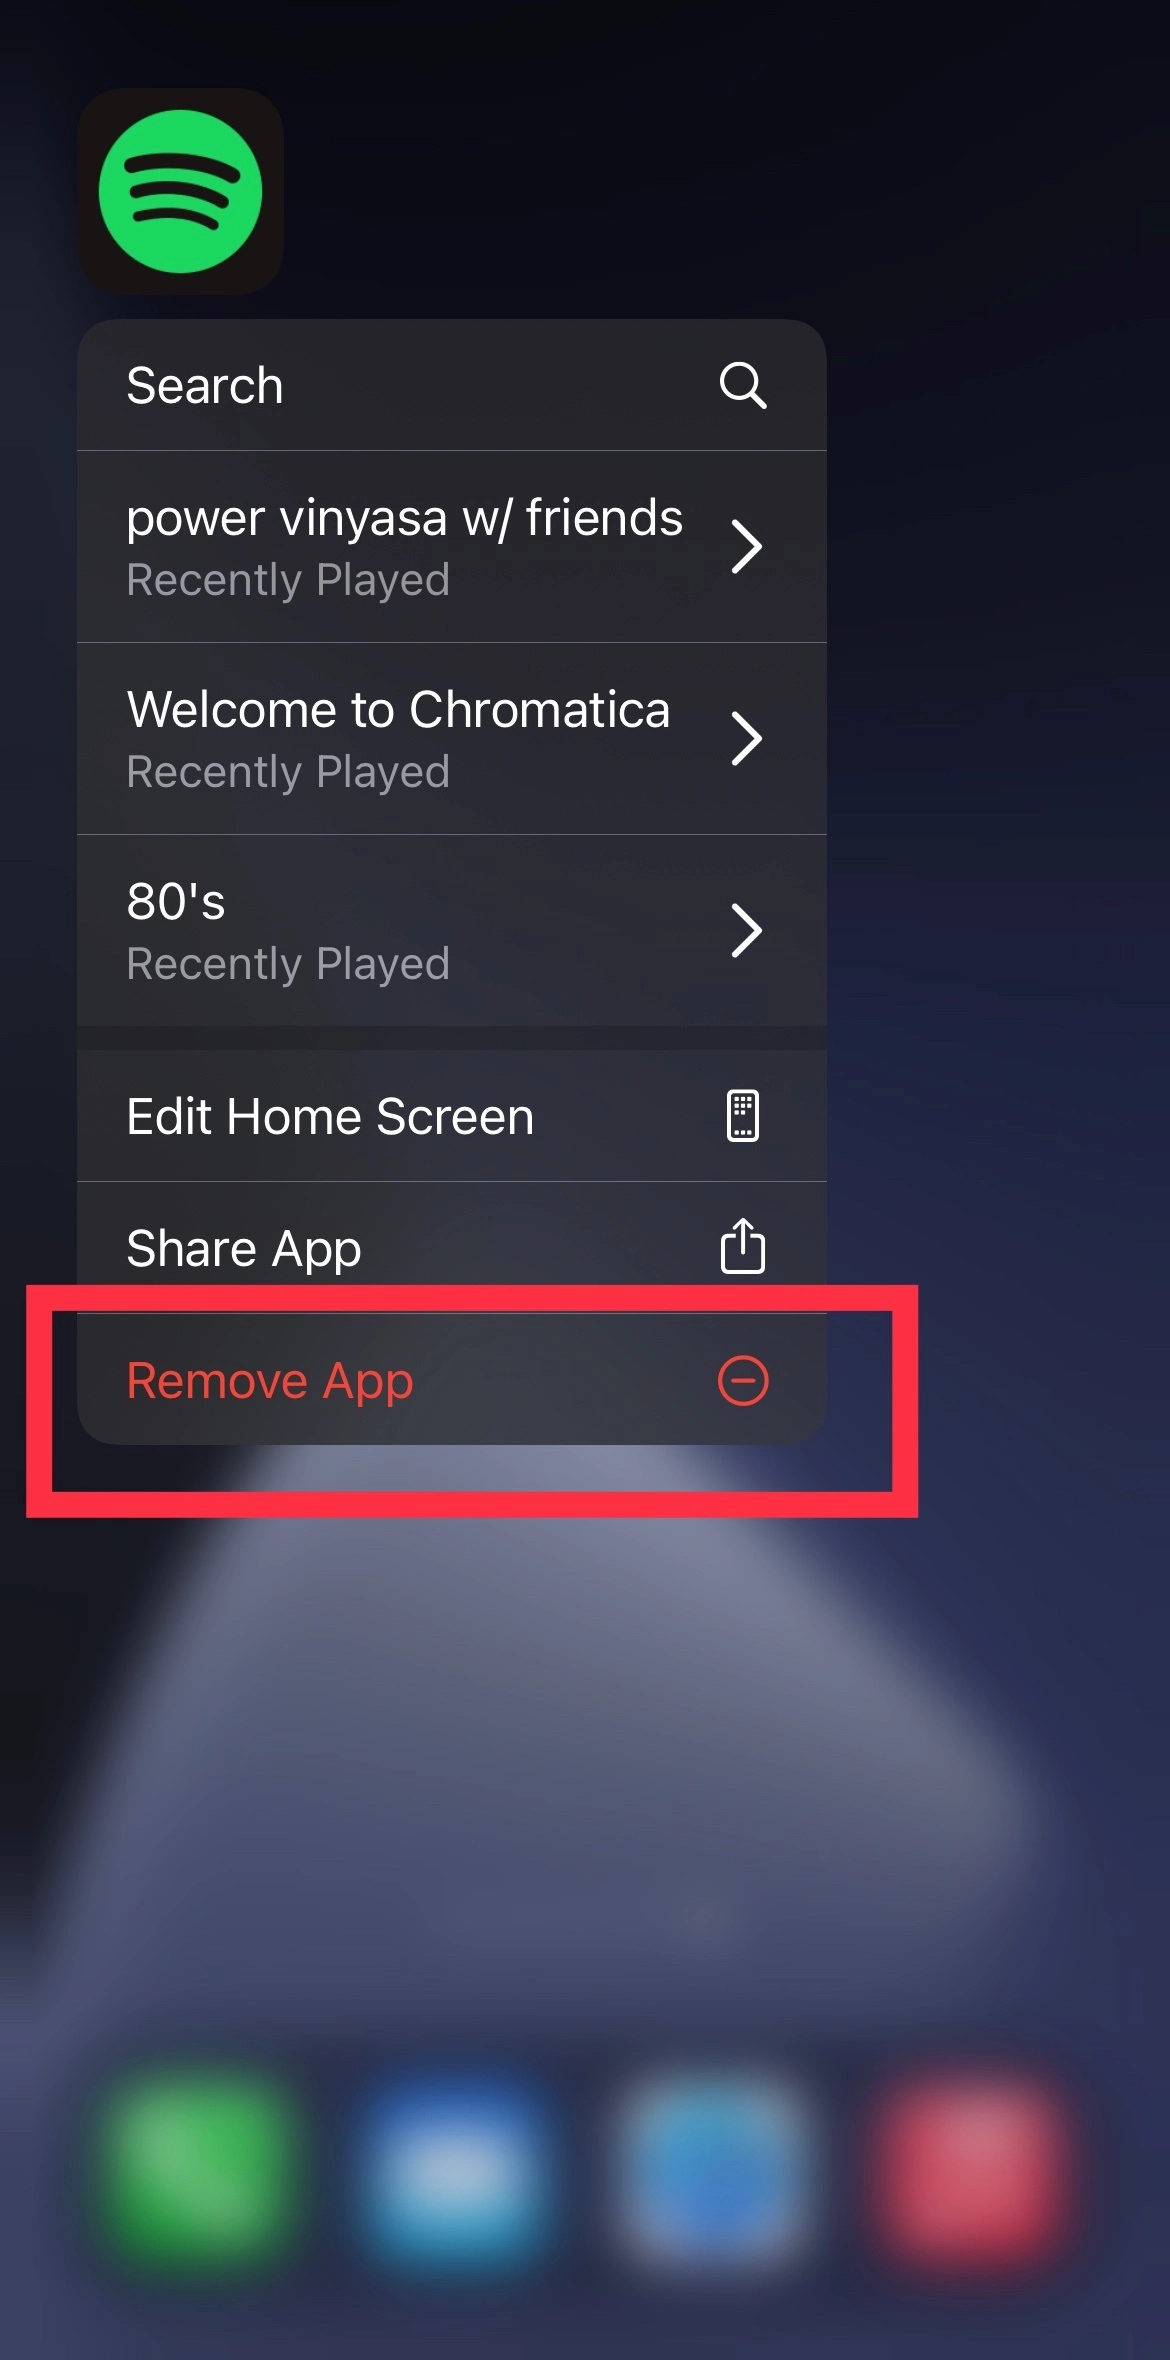 Search
power vinyasa w/ friends
Recently Played
Welcome to Chromatica
Recently Played
80's
Recently Played
Edit Home Screen
Share App
Remove App